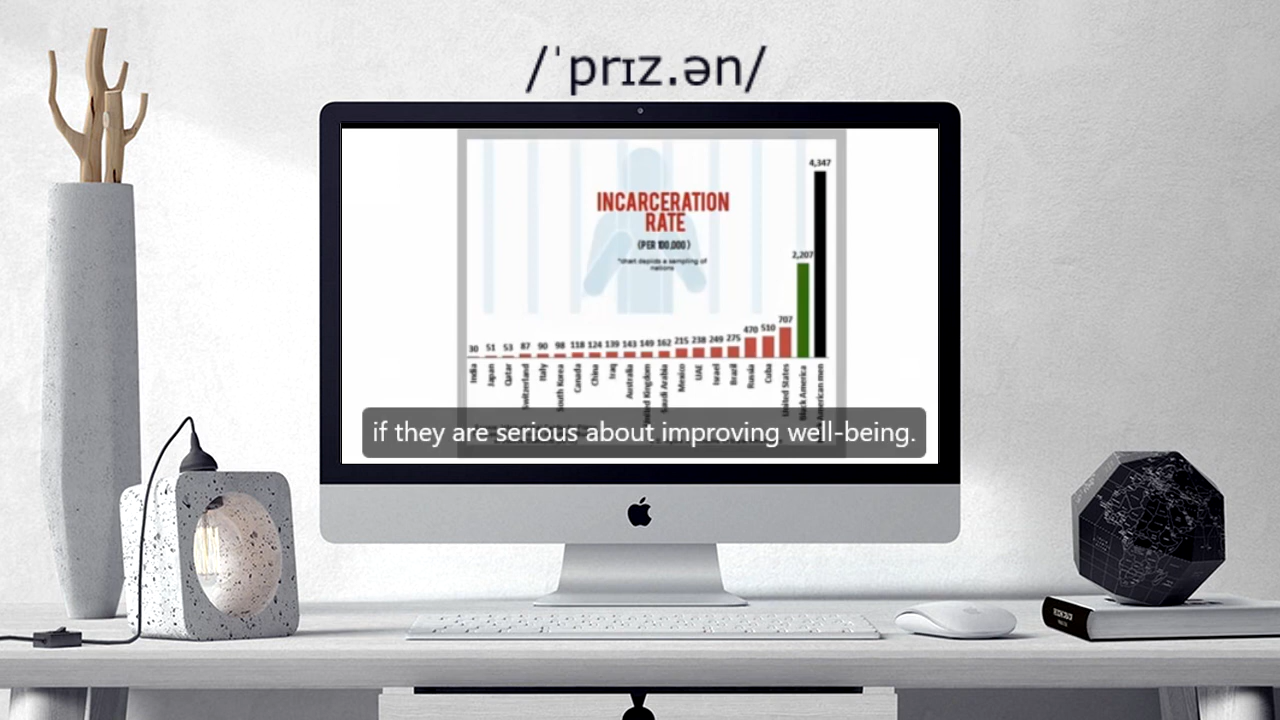 /ˈprɪz.ən/
INCARCERATION
RATE
(PER 100,000)
*chart depicts a sampling of
nations
30 51 53 87 90 98 118 124 139 143 149 162 215 238 249 275 470 510 707 2,207 4,347
India
Japan
Qatar
Switzerland
Italy
South Korea
Canada
China
Iraq
Australia
United Kingdom
Saudi Arabia
Mexico
UAE
Israel
Brazil
Russia
Cuba
United States
Black America
American men
if they are serious about improving well-being.